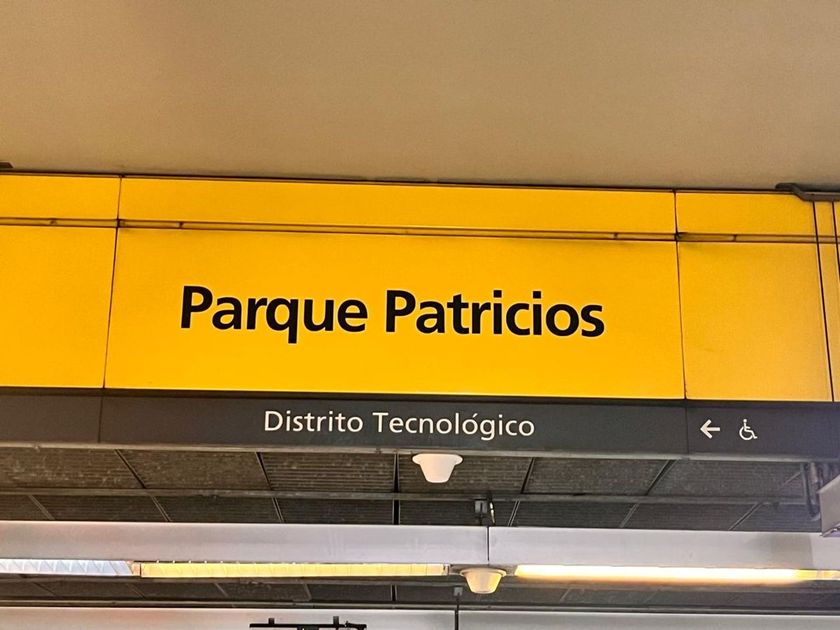 Parque Patricios
Distrito Tecnológico